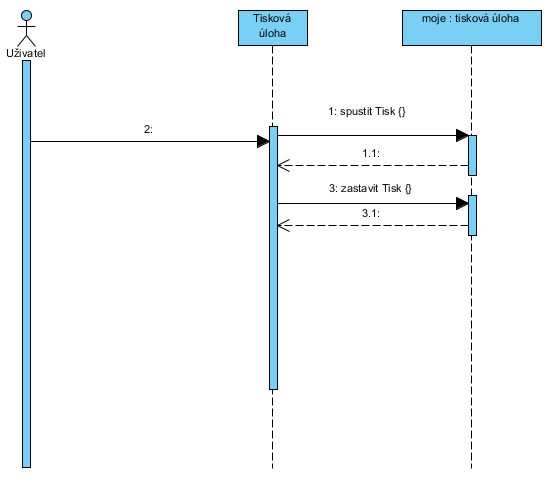 Tisková
úloha
moje : tisková úloha
Uživatel
1: spustit Tisk {}
2:
1.1:
3: zastavit Tisk {}
3.1: